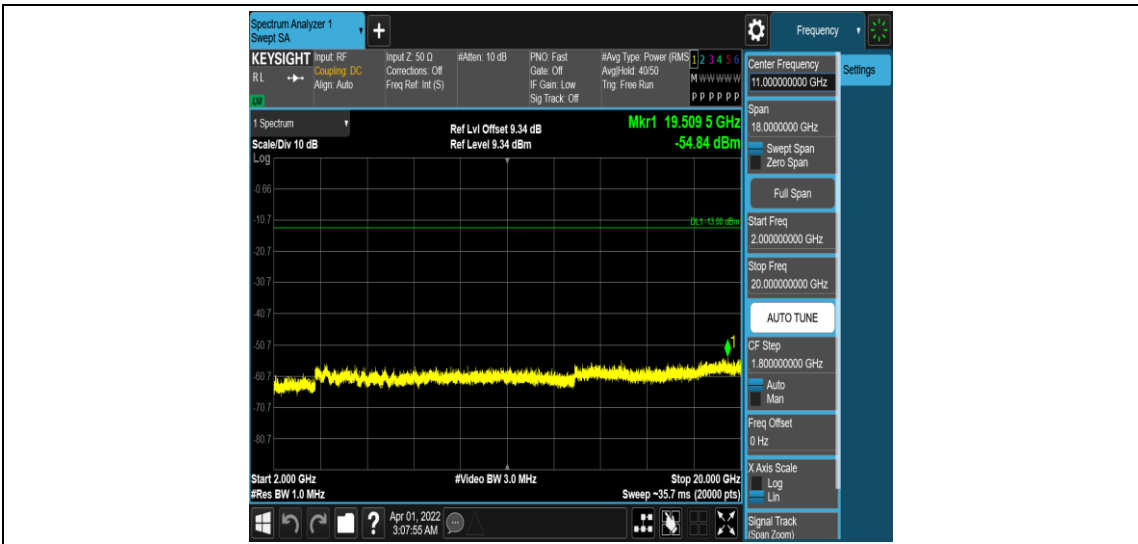 Spectrum Analyzer 1
Swept SA
+
Frequency
KEYSIGHT
RL
LXI
Input: RF
Coupling: DC
Align: Auto
Input Z: 50 Ω
Corrections: Off
Freq Ref: Int (S)
#Atten: 10 dB
PNO: Fast
Gate: Off
IF Gain: Low
Sig Track: Off
#Avg Type: Power (RMS
Avg|Hold: 40/50
Trig: Free Run
1 2 3 4 5 6
M W W W W W
P P P P P P
Center Frequency
11.000000000 GHz
Settings
Span
18.0000000 GHz
Swept Span
Zero Span
Full Span
Start Freq
2.000000000 GHz
Stop Freq
20.000000000 GHz
AUTO TUNE
CF Step
1.800000000 GHz
Auto
Man
Freq Offset
0 Hz
X Axis Scale
Log
Lin
Signal Track
(Span Zoom)
1 Spectrum
Scale/Div 10 dB
Log
Ref Lvl Offset 9.34 dB
Ref Level 9.34 dBm
Mkr1 19.509 5 GHz
-54.84 dBm
-0.66
-10.7
DL1 -13.00 dBm
-20.7
-30.7
-40.7
-50.7
1
-60.7
-70.7
-80.7
Start 2.000 GHz
#Video BW 3.0 MHz
Stop 20.000 GHz
#Res BW 1.0 MHz
Sweep ~35.7 ms (20000 pts)
?
Apr 01, 2022
3:07:55 AM